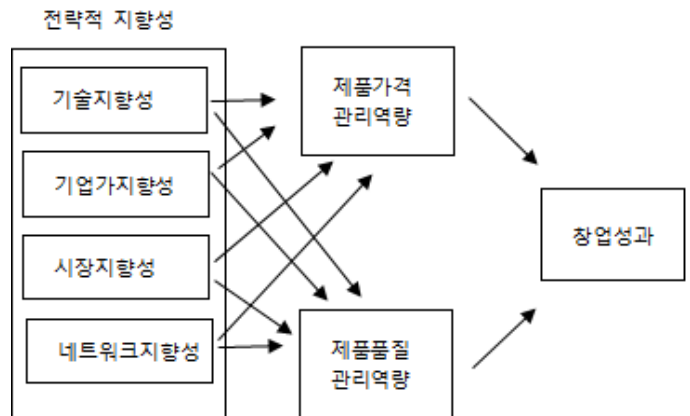 전략적 지향성
기술지향성
기업가지향성
시장지향성
네트워크지향성
제품가격
관리역량
제품품질
관리역량
창업성과